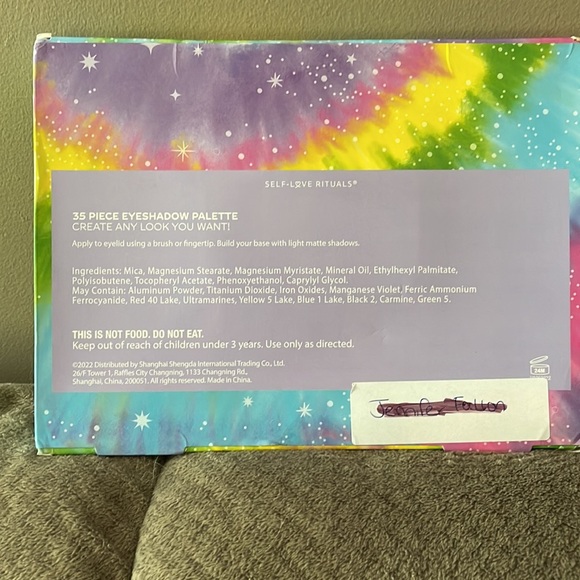 SELF-LOVE RITUALS®
35 PIECE EYESHADOW PALETTE
CREATE ANY LOOK YOU WANT!
Apply to eyelid using a brush or fingertip. Build your base with light matte shadows.
Ingredients: Mica, Magnesium Stearate, Magnesium Myristate, Mineral Oil, Ethylhexyl Palmitate,
Polyisobutene, Tocopheryl Acetate, Phenoxyethanol, Caprylyl Glycol.
May Contain: Aluminum Powder, Titanium Dioxide, Iron Oxides, Manganese Violet, Ferric Ammonium
Ferrocyanide, Red 40 Lake, Ultramarines, Yellow 5 Lake, Blue 1 Lake, Black 2, Carmine, Green 5.
THIS IS NOT FOOD. DO NOT EAT.
Keep out of reach of children under 3 years. Use only as directed.
©2022 Distributed by Shanghai Shengda International Trading Co., Ltd.
26/F Tower 1, Raffles City Changning, 1133 Changning Rd.,
Shanghai, China, 200051. All rights reserved. Made in China.
24M